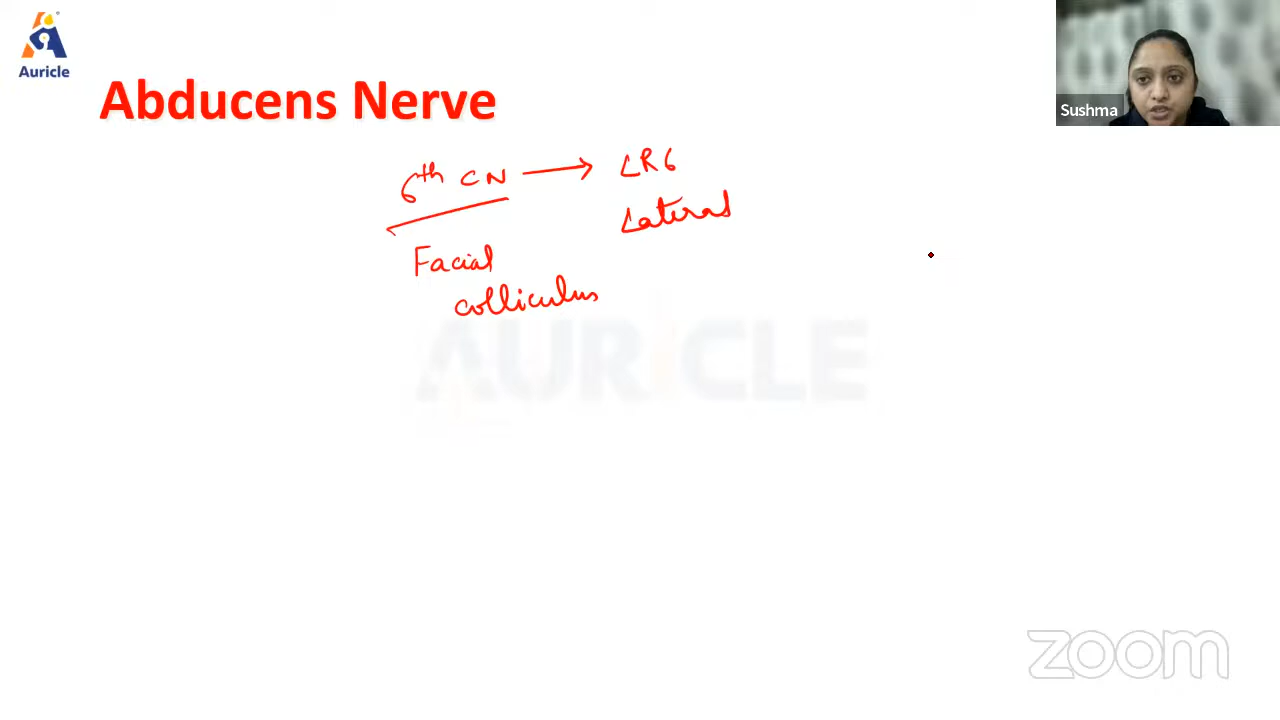 Auricle
Abducens Nerve
Sushma
6th CN → LR6
Lateral
Facial
colliculus
AURICLE
zoom